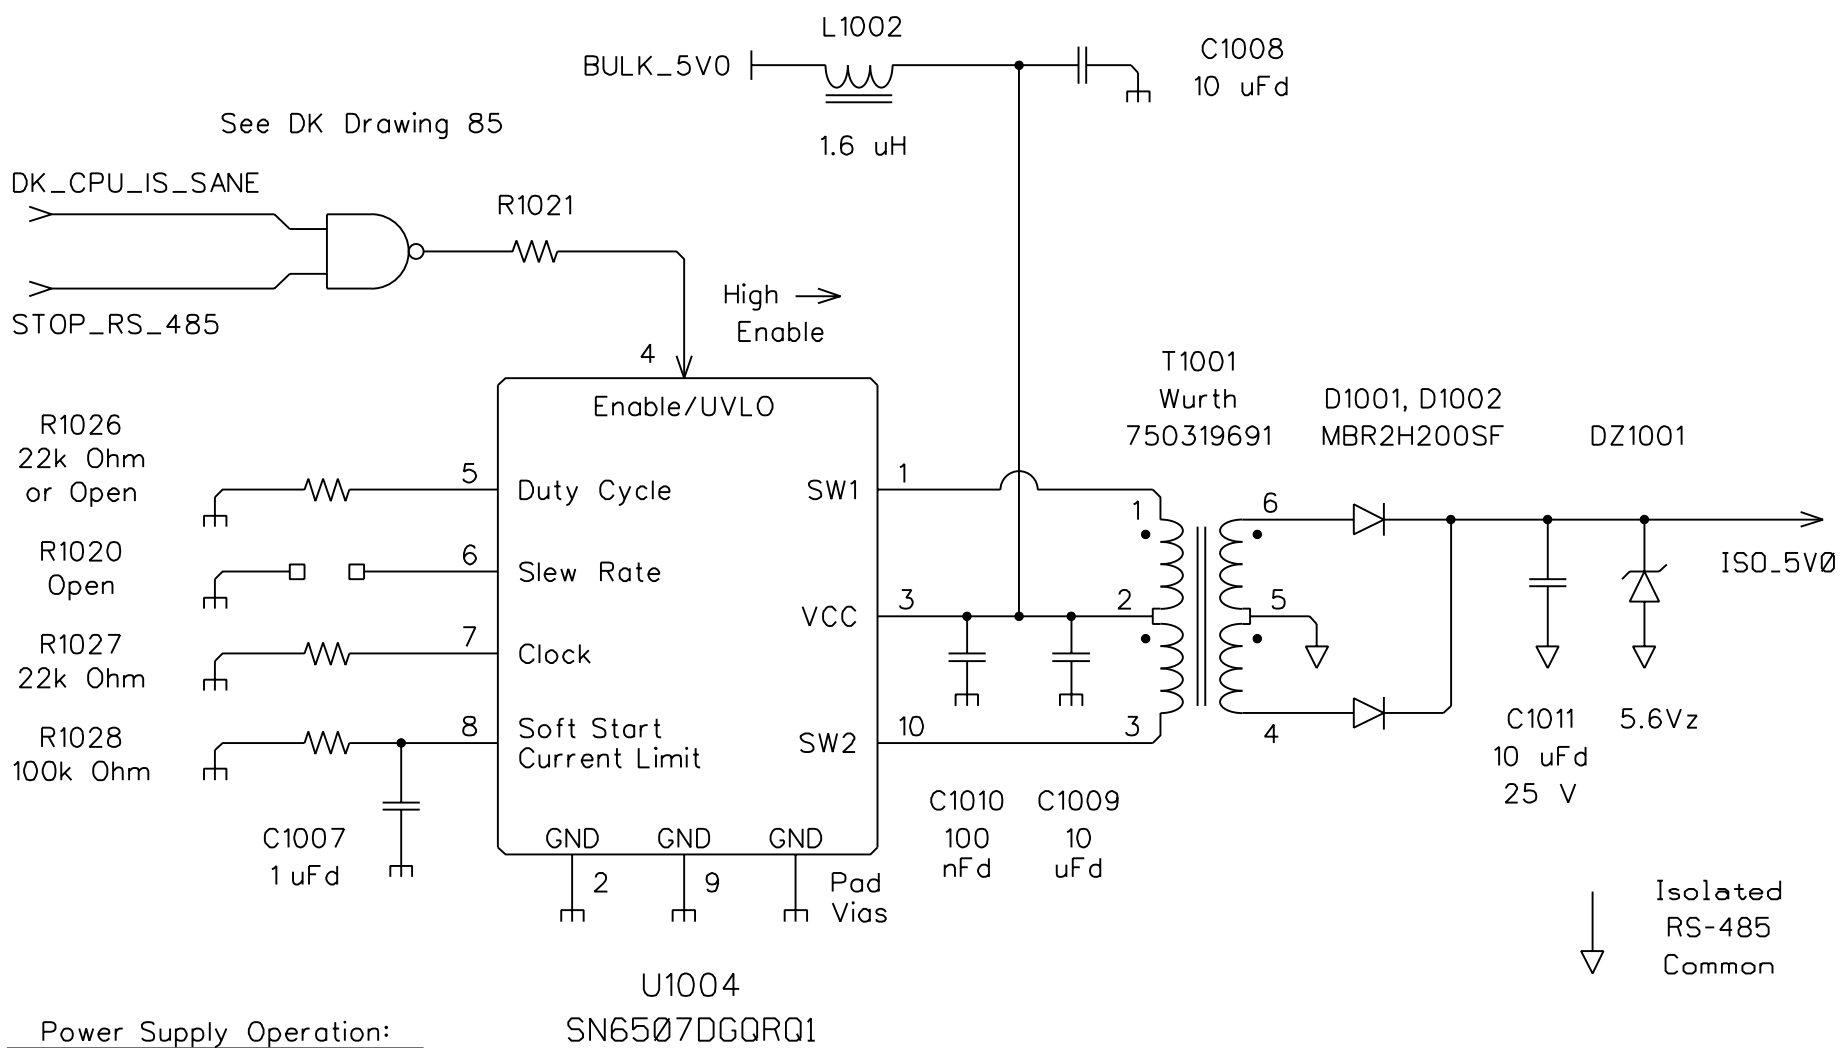 L1002
BULK_5V0
C1008
10 uFd
1.6 uH
See DK Drawing 85
DK_CPU_IS_SANE
STOP_RS_485
R1021
High
Enable
4
Enable/UVLO
R1026
22k Ohm
or Open
5
Duty Cycle
R1020
Open
6
Slew Rate
R1027
22k Ohm
7
Clock
R1028
100k Ohm
8
Soft Start
Current Limit
C1007
1 uFd
SW1
1
VCC
3
SW2
10
GND
GND
GND
2
9
Pad
Vias
U1004
SN6507DGQRQ1
C1010
100
nFd
C1009
10
uFd
T1001
Wurth
750319691
1
2
3
6
5
4
D1001, D1002
MBR2H200SF
DZ1001
ISO_5VØ
C1011
10 uFd
25 V
5.6Vz
Isolated
RS-485
Common
Power Supply Operation: